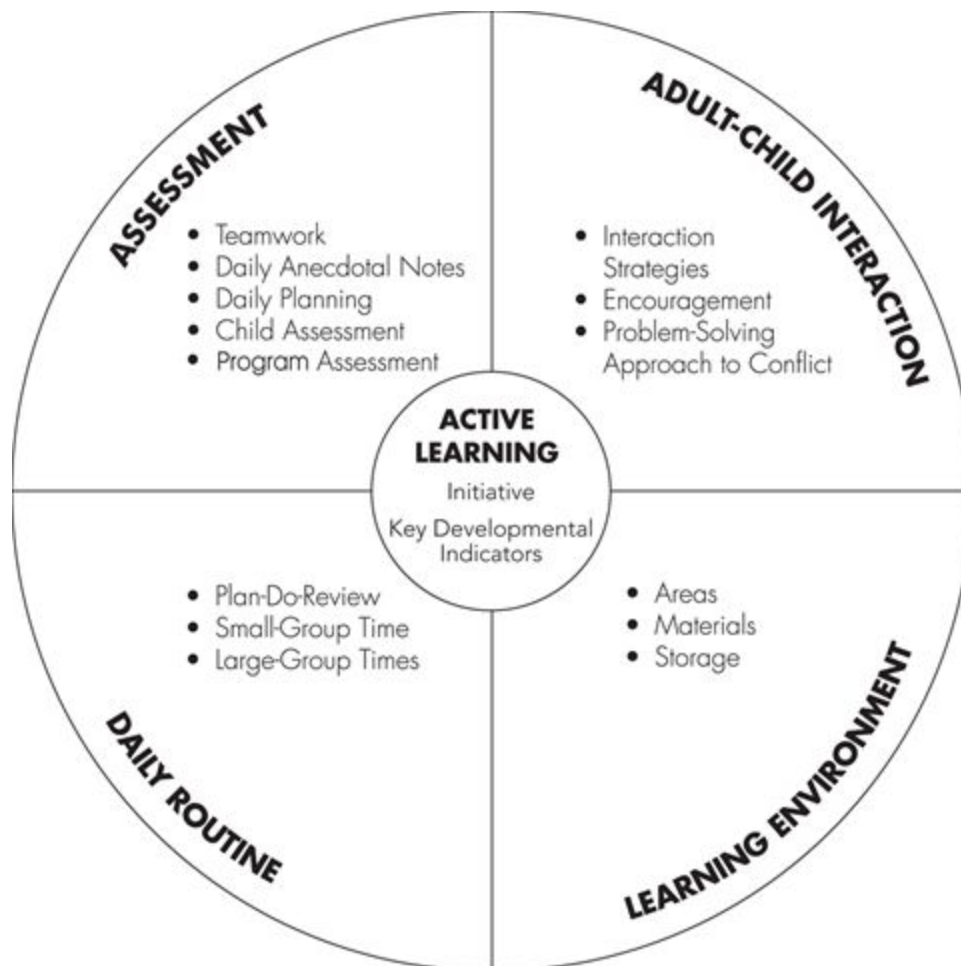 ASSESSMENT
• Teamwork
• Daily Anecdotal Notes
• Daily Planning
• Child Assessment
• Program Assessment
ADULT-CHILD INTERACTION
• Interaction
Strategies
• Encouragement
• Problem-Solving
Approach to Conflict
ACTIVE
LEARNING
Initiative
Key Developmental
Indicators
• Plan-Do-Review
• Small-Group Time
• Large-Group Times
DAILY ROUTINE
• Areas
• Materials
• Storage
LEARNING ENVIRONMENT